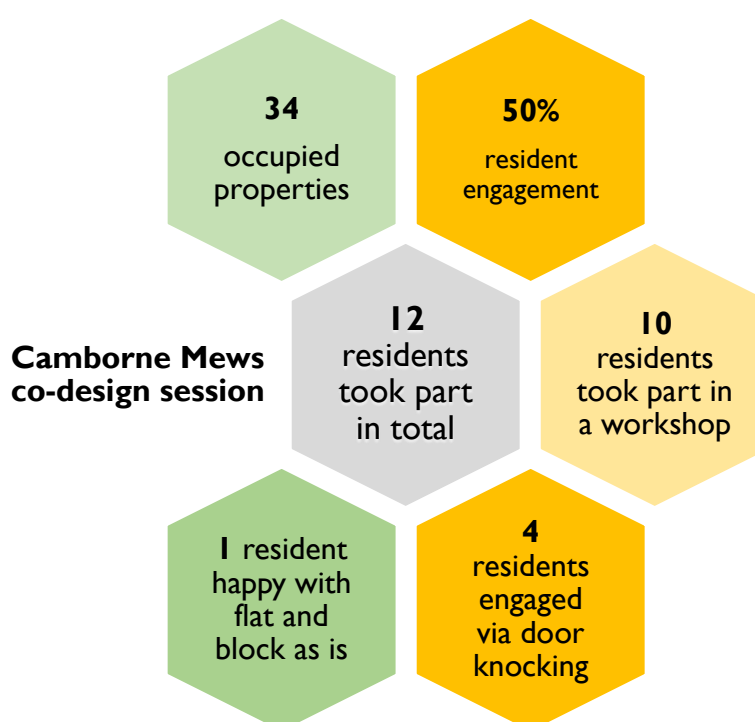 34
occupied
properties
50%
resident
engagement
Camborne Mews
co-design session
12
residents
took part
in total
10
residents
took part in
a workshop
1 resident
happy with
flat and
block as is
4
residents
engaged
via door
knocking